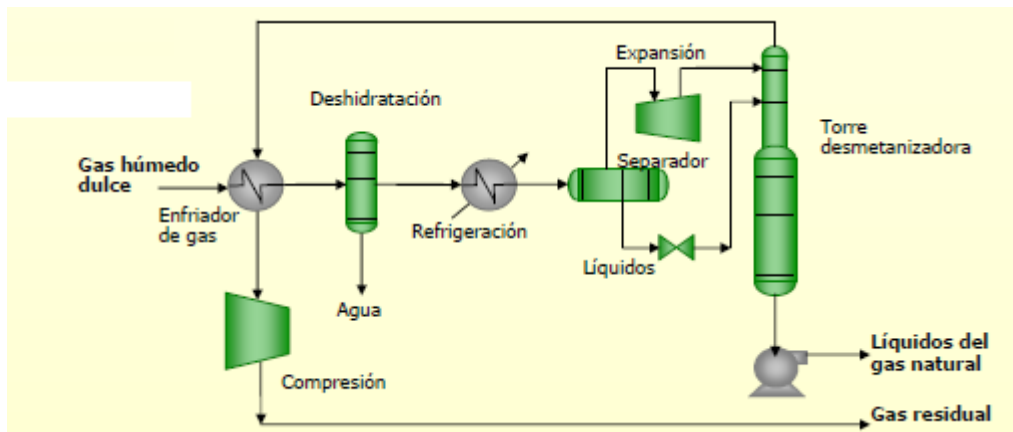 Expansión
Deshidratación
Torre
desmetanizadora
Separador
Gas húmedo
dulce
Enfriador
de gas
Refrigeración
Líquidos
Agua
Líquidos del
gas natural
Compresión
Gas residual